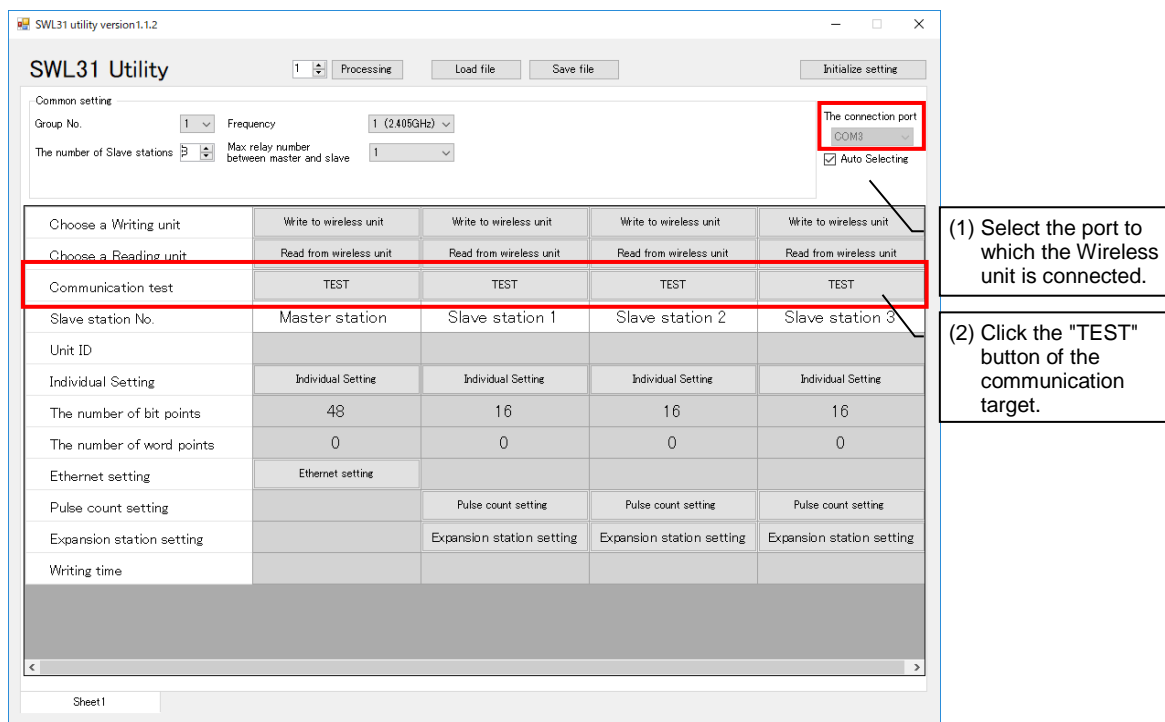 SWL31 utility version1.1.2
SWL31 Utility
1 Processing Load file Save file Initialize setting
Common setting
Group No. 1 Frequency 1 (2.405GHz)
The number of Slave stations 3 Max relay number
between master and slave 1
The connection port
COM3
Auto Selecting
Choose a Writing unit Write to wireless unit Write to wireless unit Write to wireless unit Write to wireless unit
Choose a Reading unit Read from wireless unit Read from wireless unit Read from wireless unit Read from wireless unit
Communication test TEST TEST TEST TEST
Slave station No. Master station Slave station 1 Slave station 2 Slave station 3
Unit ID
Individual Setting Individual Setting Individual Setting Individual Setting Individual Setting
The number of bit points 48 16 16 16
The number of word points 0 0 0 0
Ethernet setting Ethernet setting
Pulse count setting Pulse count setting Pulse count setting Pulse count setting
Expansion station setting Expansion station setting Expansion station setting Expansion station setting
Writing time
Sheet1
(1) Select the port to
which the Wireless
unit is connected.
(2) Click the "TEST"
button of the
communication
target.